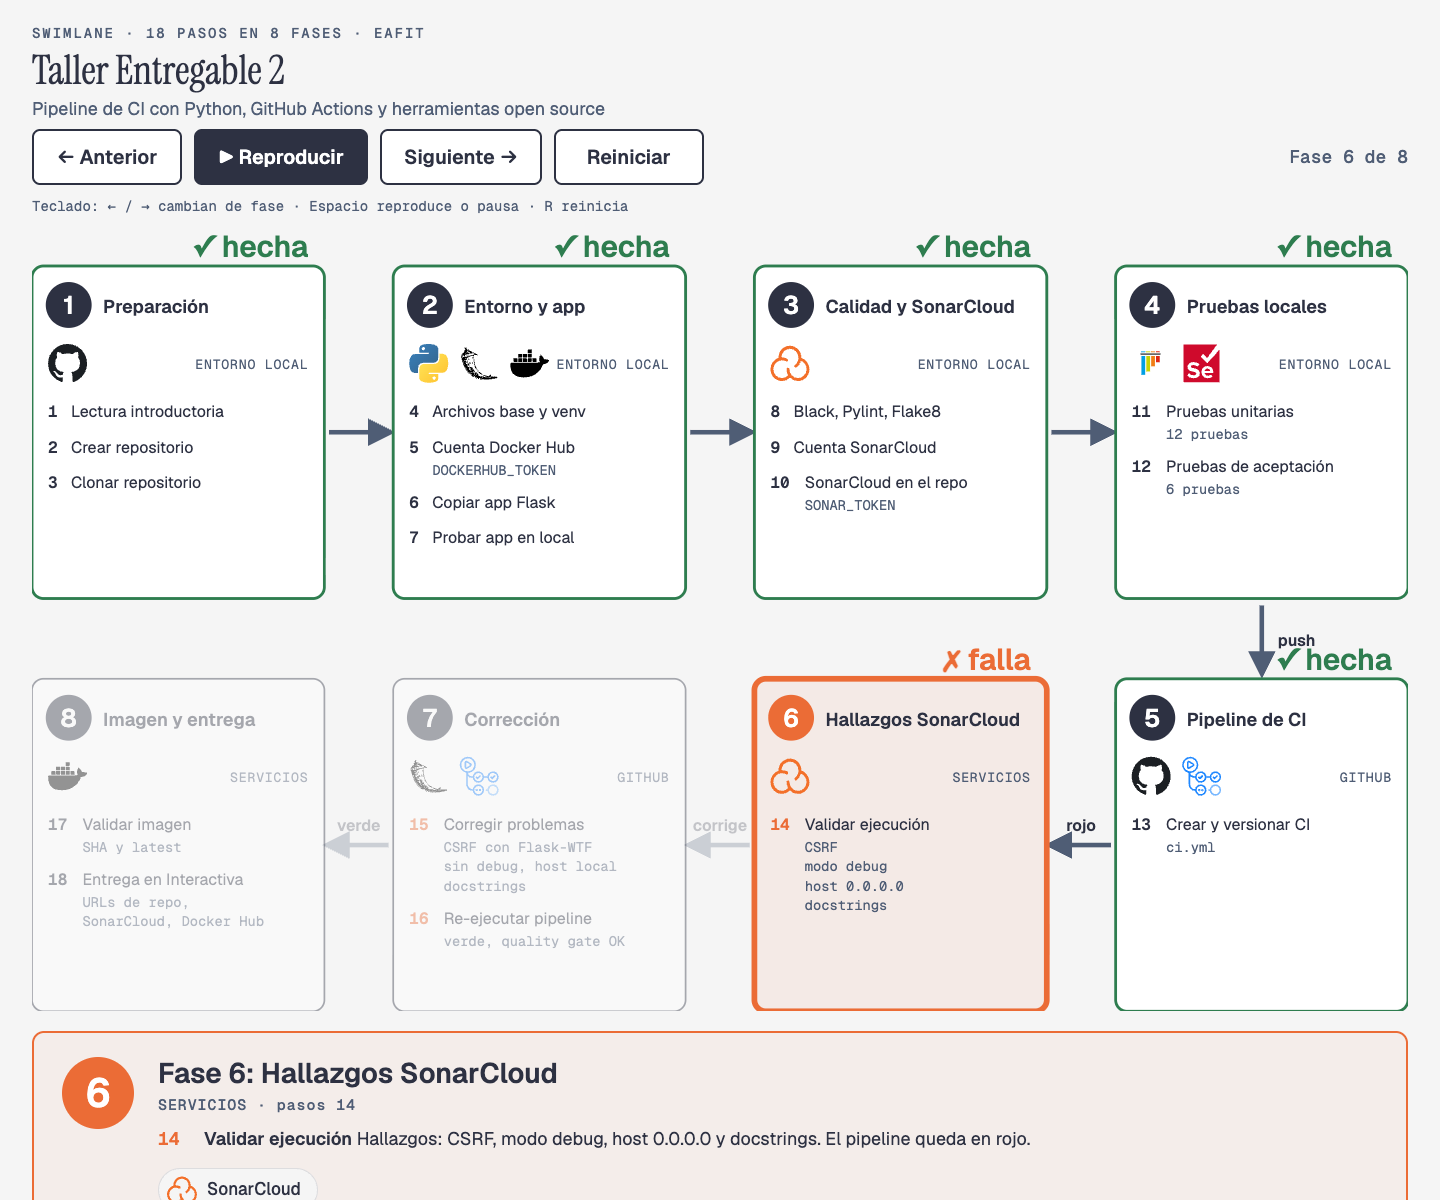 SWIMLANE · 18 PASOS EN 8 FASES · EAFIT
Taller Entregable 2
Pipeline de CI con Python, GitHub Actions y herramientas open source
← Anterior
▶ Reproducir
Siguiente →
Reiniciar
Fase 6 de 8
Teclado: ← / → cambian de fase · Espacio reproduce o pausa · R reinicia
✓ hecha
1 Preparación
ENTORNO LOCAL
1 Lectura introductoria
2 Crear repositorio
3 Clonar repositorio
✓ hecha
2 Entorno y app
ENTORNO LOCAL
4 Archivos base y venv
5 Cuenta Docker Hub
DOCKERHUB_TOKEN
6 Copiar app Flask
7 Probar app en local
✓ hecha
3 Calidad y SonarCloud
ENTORNO LOCAL
8 Black, Pylint, Flake8
9 Cuenta SonarCloud
10 SonarCloud en el repo
SONAR_TOKEN
✓ hecha
4 Pruebas locales
Se
ENTORNO LOCAL
11 Pruebas unitarias
12 pruebas
12 Pruebas de aceptación
6 pruebas
push
✓ hecha
5 Pipeline de CI
GITHUB
13 Crear y versionar CI
ci.yml
rojo
✗ falla
6 Hallazgos SonarCloud
SERVICIOS
14 Validar ejecución
CSRF
modo debug
host 0.0.0.0
docstrings
corrige
7 Corrección
GITHUB
15 Corregir problemas
CSRF con Flask-WTF
sin debug, host local
docstrings
16 Re-ejecutar pipeline
verde, quality gate OK
verde
8 Imagen y entrega
SERVICIOS
17 Validar imagen
SHA y latest
18 Entrega en Interactiva
URLs de repo,
SonarCloud, Docker Hub
6
Fase 6: Hallazgos SonarCloud
SERVICIOS · pasos 14
14 Validar ejecución Hallazgos: CSRF, modo debug, host 0.0.0.0 y docstrings. El pipeline queda en rojo.
SonarCloud